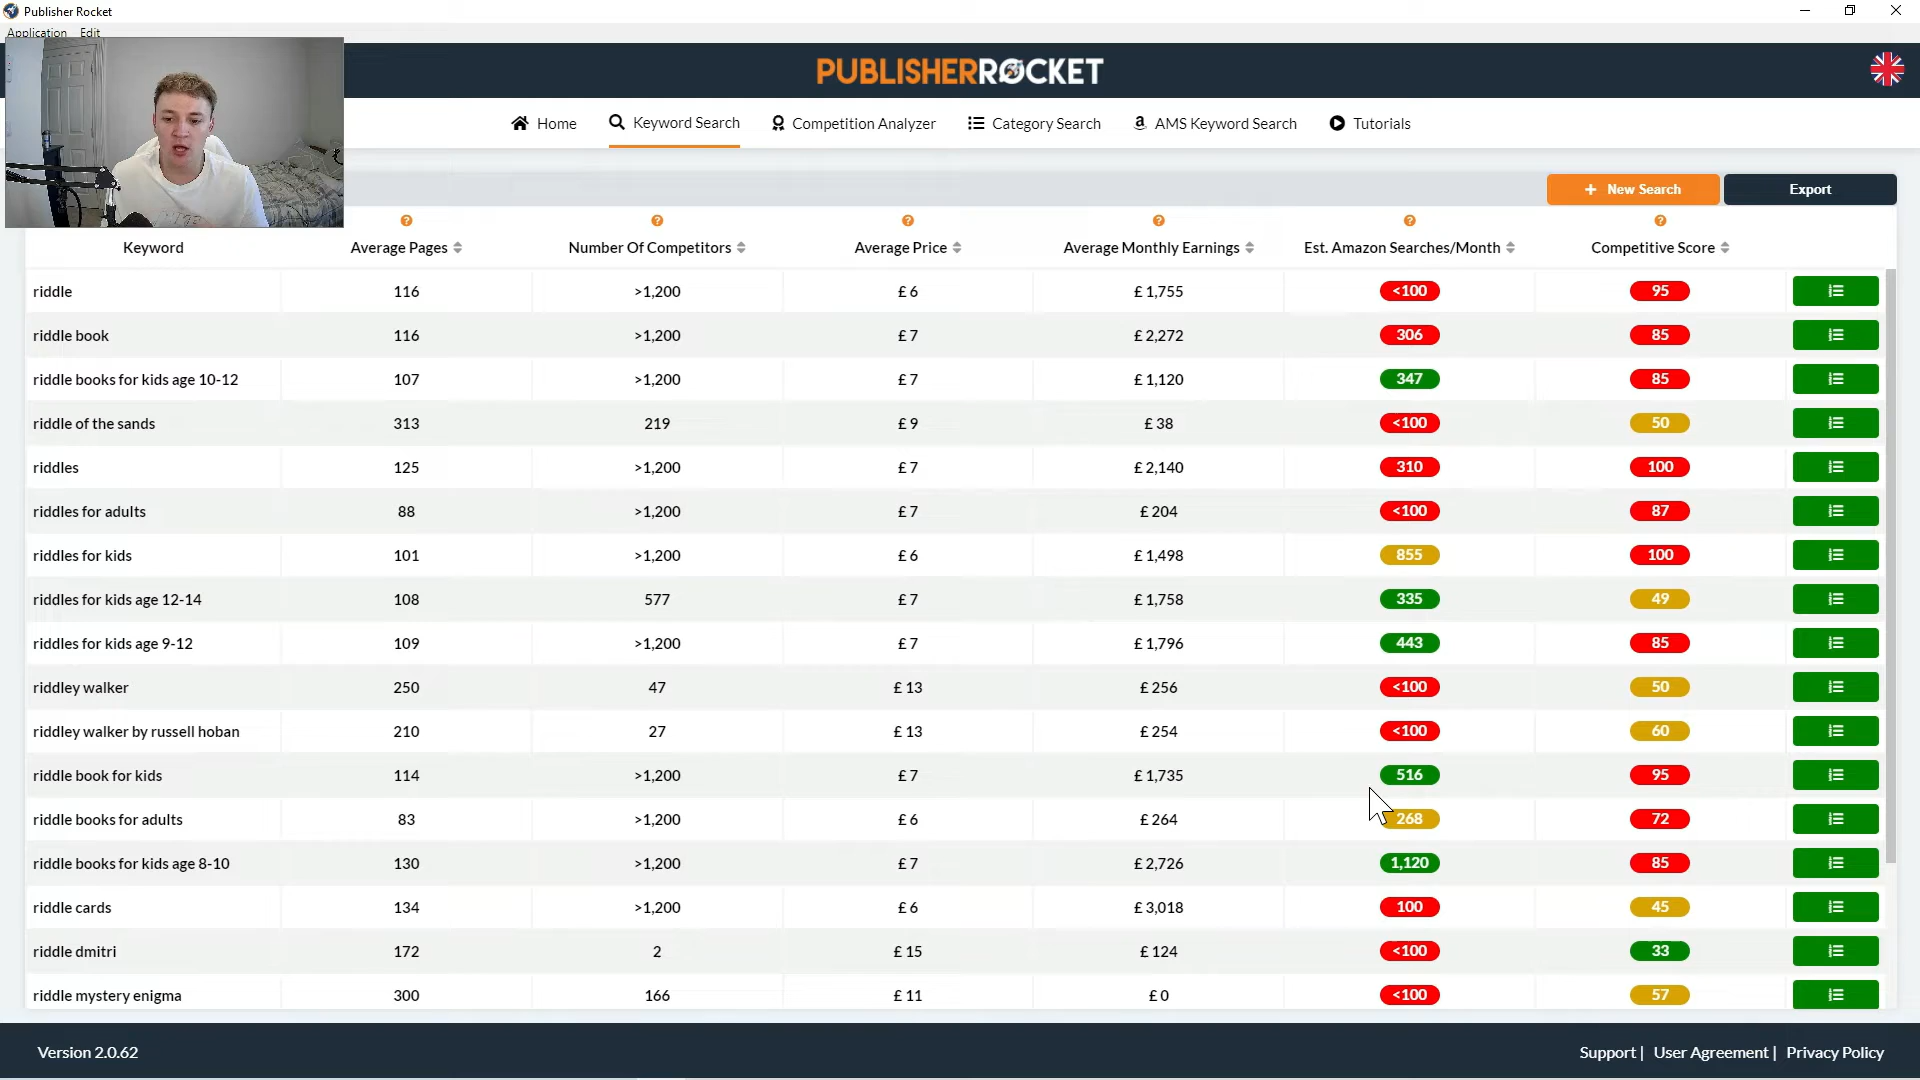 Publisher Rocket
Application Edit
PUBLISHERROCKET
Home Keyword Search Competition Analyzer Category Search AMS Keyword Search Tutorials
+ New Search Export
? ? ? ? ? ?
Keyword Average Pages Number Of Competitors Average Price Average Monthly Earnings Est. Amazon Searches/Month Competitive Score
riddle 116 >1,200 £ 6 £ 1,755 <100 95
riddle book 116 >1,200 £ 7 £ 2,272 306 85
riddle books for kids age 10-12 107 >1,200 £ 7 £ 1,120 347 85
riddle of the sands 313 219 £ 9 £ 38 <100 50
riddles 125 >1,200 £ 7 £ 2,140 310 100
riddles for adults 88 >1,200 £ 7 £ 204 <100 87
riddles for kids 101 >1,200 £ 6 £ 1,498 855 100
riddles for kids age 12-14 108 577 £ 7 £ 1,758 335 49
riddles for kids age 9-12 109 >1,200 £ 7 £ 1,796 443 85
riddley walker 250 47 £ 13 £ 256 <100 50
riddley walker by russell hoban 210 27 £ 13 £ 254 <100 60
riddle book for kids 114 >1,200 £ 7 £ 1,735 516 95
riddle books for adults 83 >1,200 £ 6 £ 264 268 72
riddle books for kids age 8-10 130 >1,200 £ 7 £ 2,726 1,120 85
riddle cards 134 >1,200 £ 6 £ 3,018 100 45
riddle dmitri 172 2 £ 15 £ 124 <100 33
riddle mystery enigma 300 166 £ 11 £ 0 <100 57
Version 2.0.62 Support | User Agreement | Privacy Policy